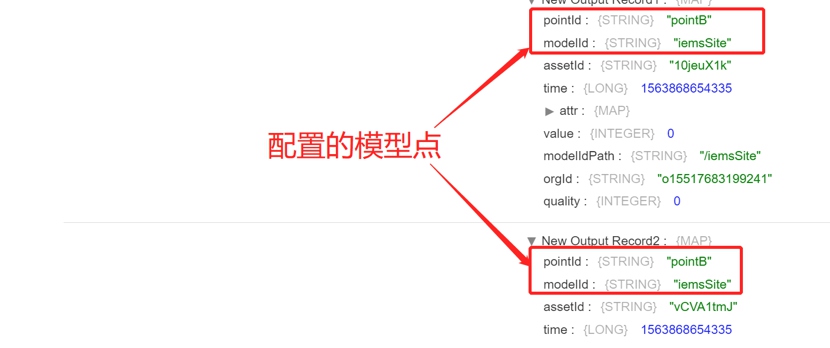 New Output Record1 : {MAP}
pointId : {STRING} "pointB"
modelId : {STRING} "iemsSite"
assetId : {STRING} "10jeuX1k"
time : {LONG} 1563868654335
attr : {MAP}
配置的模型点
value : {INTEGER} 0
modelIdPath : {STRING} "/iemsSite"
orgId : {STRING} "o15517683199241"
quality : {INTEGER} 0
New Output Record2 : {MAP}
pointId : {STRING} "pointB"
modelId : {STRING} "iemsSite"
assetId : {STRING} "vCVA1tmJ"
time : {LONG} 1563868654335